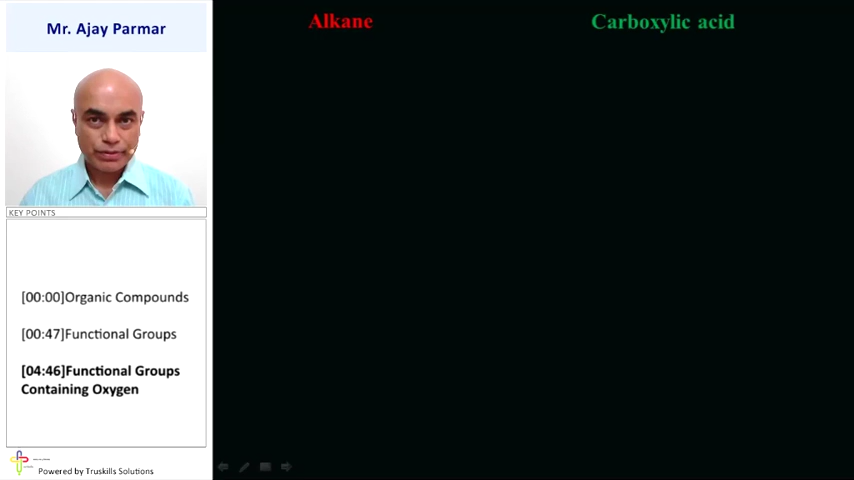 Mr. Ajay Parmar
Alkane
Carboxylic acid
KEY POINTS
[00:00]Organic Compounds
[00:47]Functional Groups
[04:46]Functional Groups
Containing Oxygen
Powered by Truskills Solutions